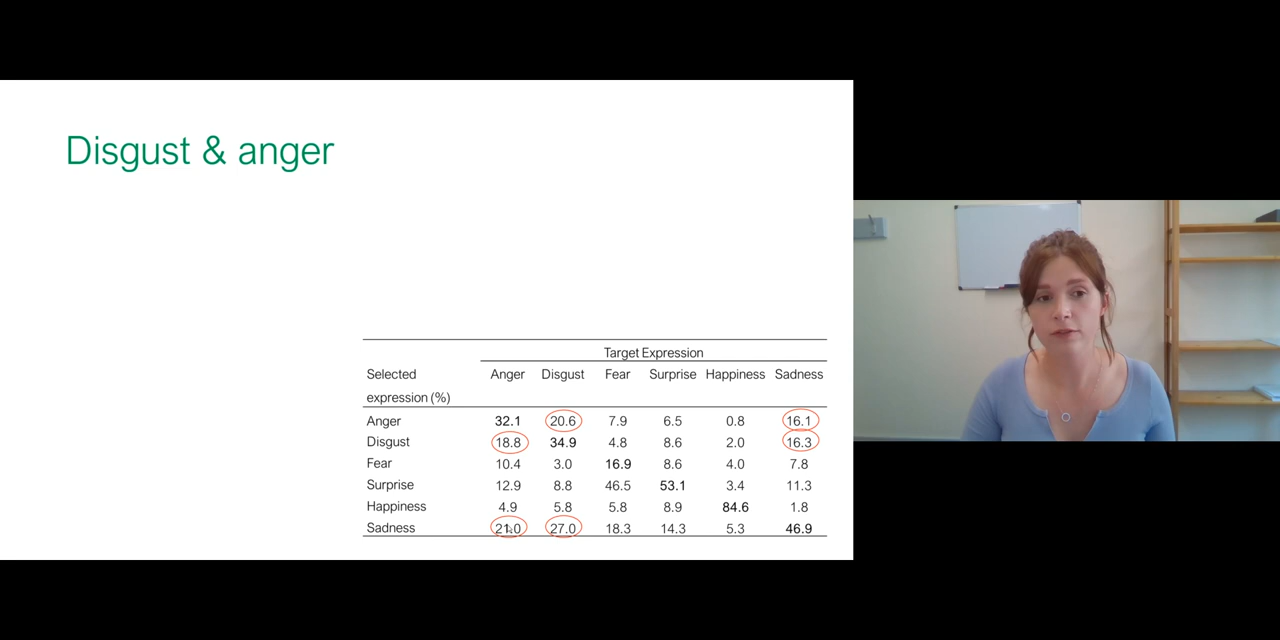 Disgust & anger
Target Expression
Selected expression (%) Anger Disgust Fear Surprise Happiness Sadness
Anger 32.1 20.6 7.9 6.5 0.8 16.1
Disgust 18.8 34.9 4.8 8.6 2.0 16.3
Fear 10.4 3.0 16.9 8.6 4.0 7.8
Surprise 12.9 8.8 46.5 53.1 3.4 11.3
Happiness 4.9 5.8 5.8 8.9 84.6 1.8
Sadness 21.0 27.0 18.3 14.3 5.3 46.9